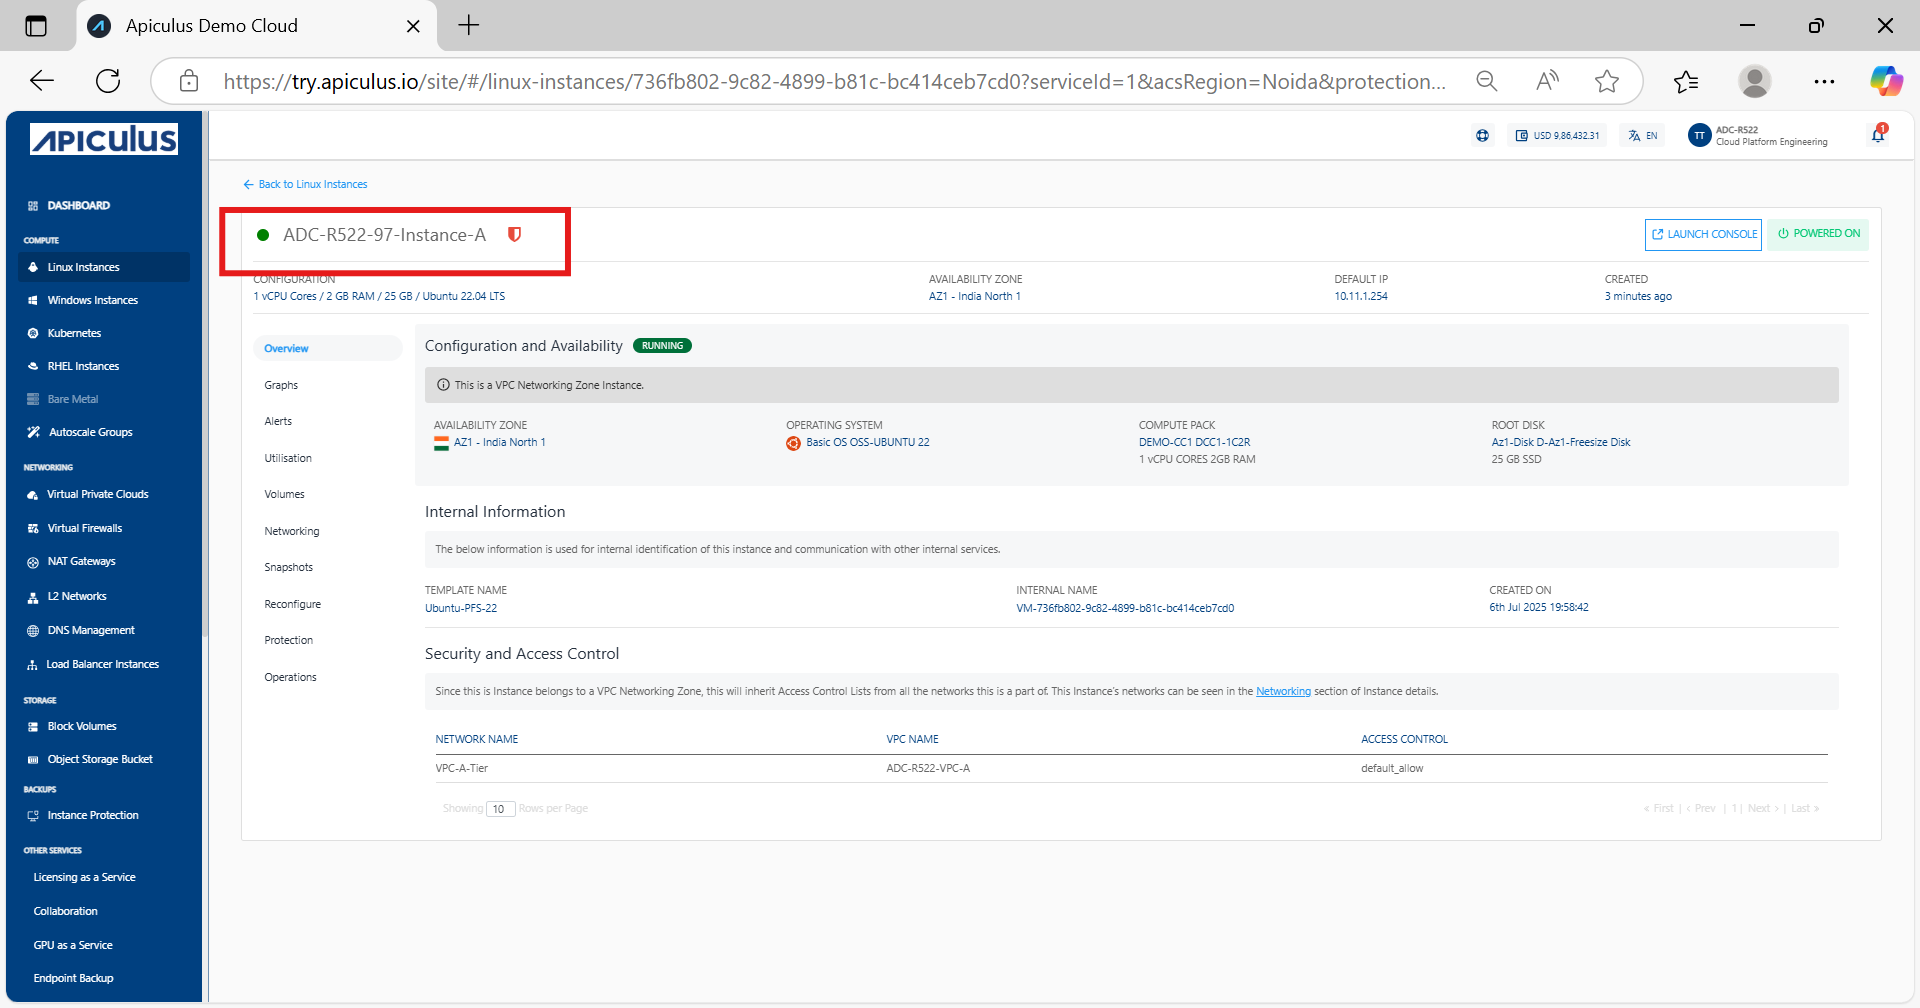 Apiculus Demo Cloud
https://try.apiculus.io/site/#/linux-instances/736fb802-9c82-4899-b81c-bc414ceb7cd0?serviceId=1&acsRegion=Noida&protection...
APICULUS
USD 9,86,432.31
EN
TT
ADC-R522
Cloud Platform Engineering
1
DASHBOARD
COMPUTE
Linux Instances
Windows Instances
Kubernetes
RHEL Instances
Bare Metal
Autoscale Groups
NETWORKING
Virtual Private Clouds
Virtual Firewalls
NAT Gateways
L2 Networks
DNS Management
Load Balancer Instances
STORAGE
Block Volumes
Object Storage Bucket
BACKUPS
Instance Protection
OTHER SERVICES
Licensing as a Service
Collaboration
GPU as a Service
Endpoint Backup
Back to Linux Instances
ADC-R522-97-Instance-A
LAUNCH CONSOLE
POWERED ON
CONFIGURATION
1 vCPU Cores / 2 GB RAM / 25 GB / Ubuntu 22.04 LTS
AVAILABILITY ZONE
AZ1 - India North 1
DEFAULT IP
10.11.1.254
CREATED
3 minutes ago
Overview
Graphs
Alerts
Utilisation
Volumes
Networking
Snapshots
Reconfigure
Protection
Operations
Configuration and Availability RUNNING
This is a VPC Networking Zone Instance.
AVAILABILITY ZONE
AZ1 - India North 1
OPERATING SYSTEM
Basic OS OSS-UBUNTU 22
COMPUTE PACK
DEMO-CC1 DCC1-1C2R
1 vCPU CORES 2GB RAM
ROOT DISK
Az1-Disk D-Az1-Freesize Disk
25 GB SSD
Internal Information
The below information is used for internal identification of this instance and communication with other internal services.
TEMPLATE NAME
Ubuntu-PFS-22
INTERNAL NAME
VM-736fb802-9c82-4899-b81c-bc414ceb7cd0
CREATED ON
6th Jul 2025 19:58:42
Security and Access Control
Since this is Instance belongs to a VPC Networking Zone, this will inherit Access Control Lists from all the networks this is a part of. This Instance's networks can be seen in the Networking section of Instance details.
NETWORK NAME VPC NAME ACCESS CONTROL
VPC-A-Tier ADC-R522-VPC-A default_allow
Showing 10 Rows per Page
« First | ‹ Prev | 1 | Next › | Last »